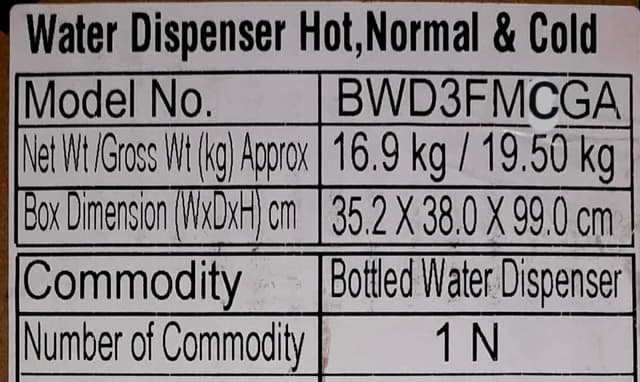 Water Dispenser Hot,Normal & Cold
Model No. BWD3FMCGA
Net Wt /Gross Wt (kg) Approx 16.9 kg / 19.50 kg
Box Dimension (WxDxH) cm 35.2 X 38.0 X 99.0 cm
Commodity Bottled Water Dispenser
Number of Commodity 1 N